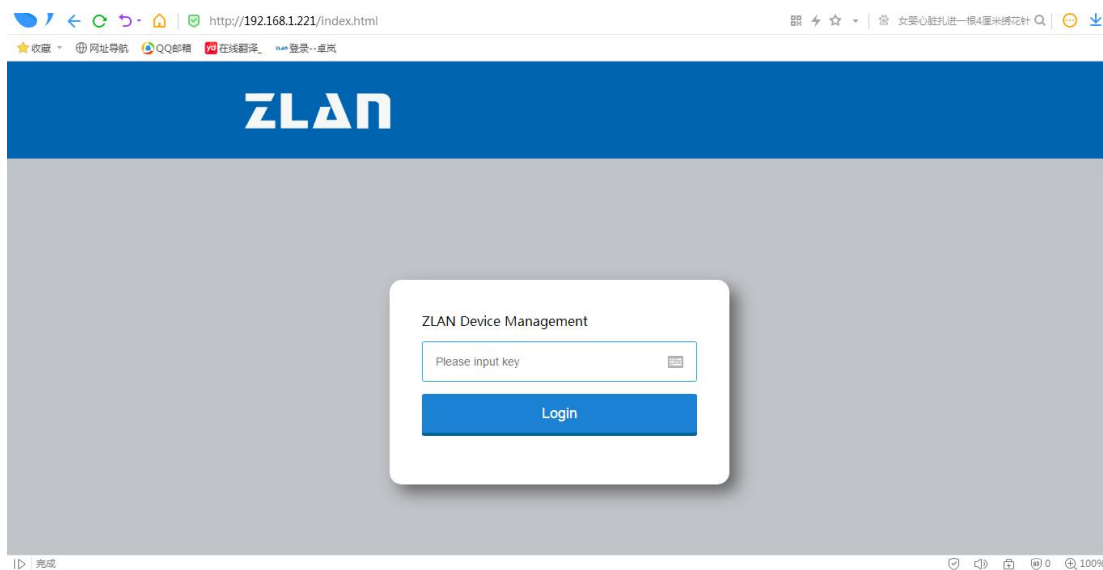 http://192.168.1.221/index.html
女婴心脏扎进一根4厘米绣花针
收藏 网址导航 QQ邮箱 yd 在线翻译_ ZLAN 登录--卓岚
ZLAN
ZLAN Device Management
Please input key
Login
完成
0
100%